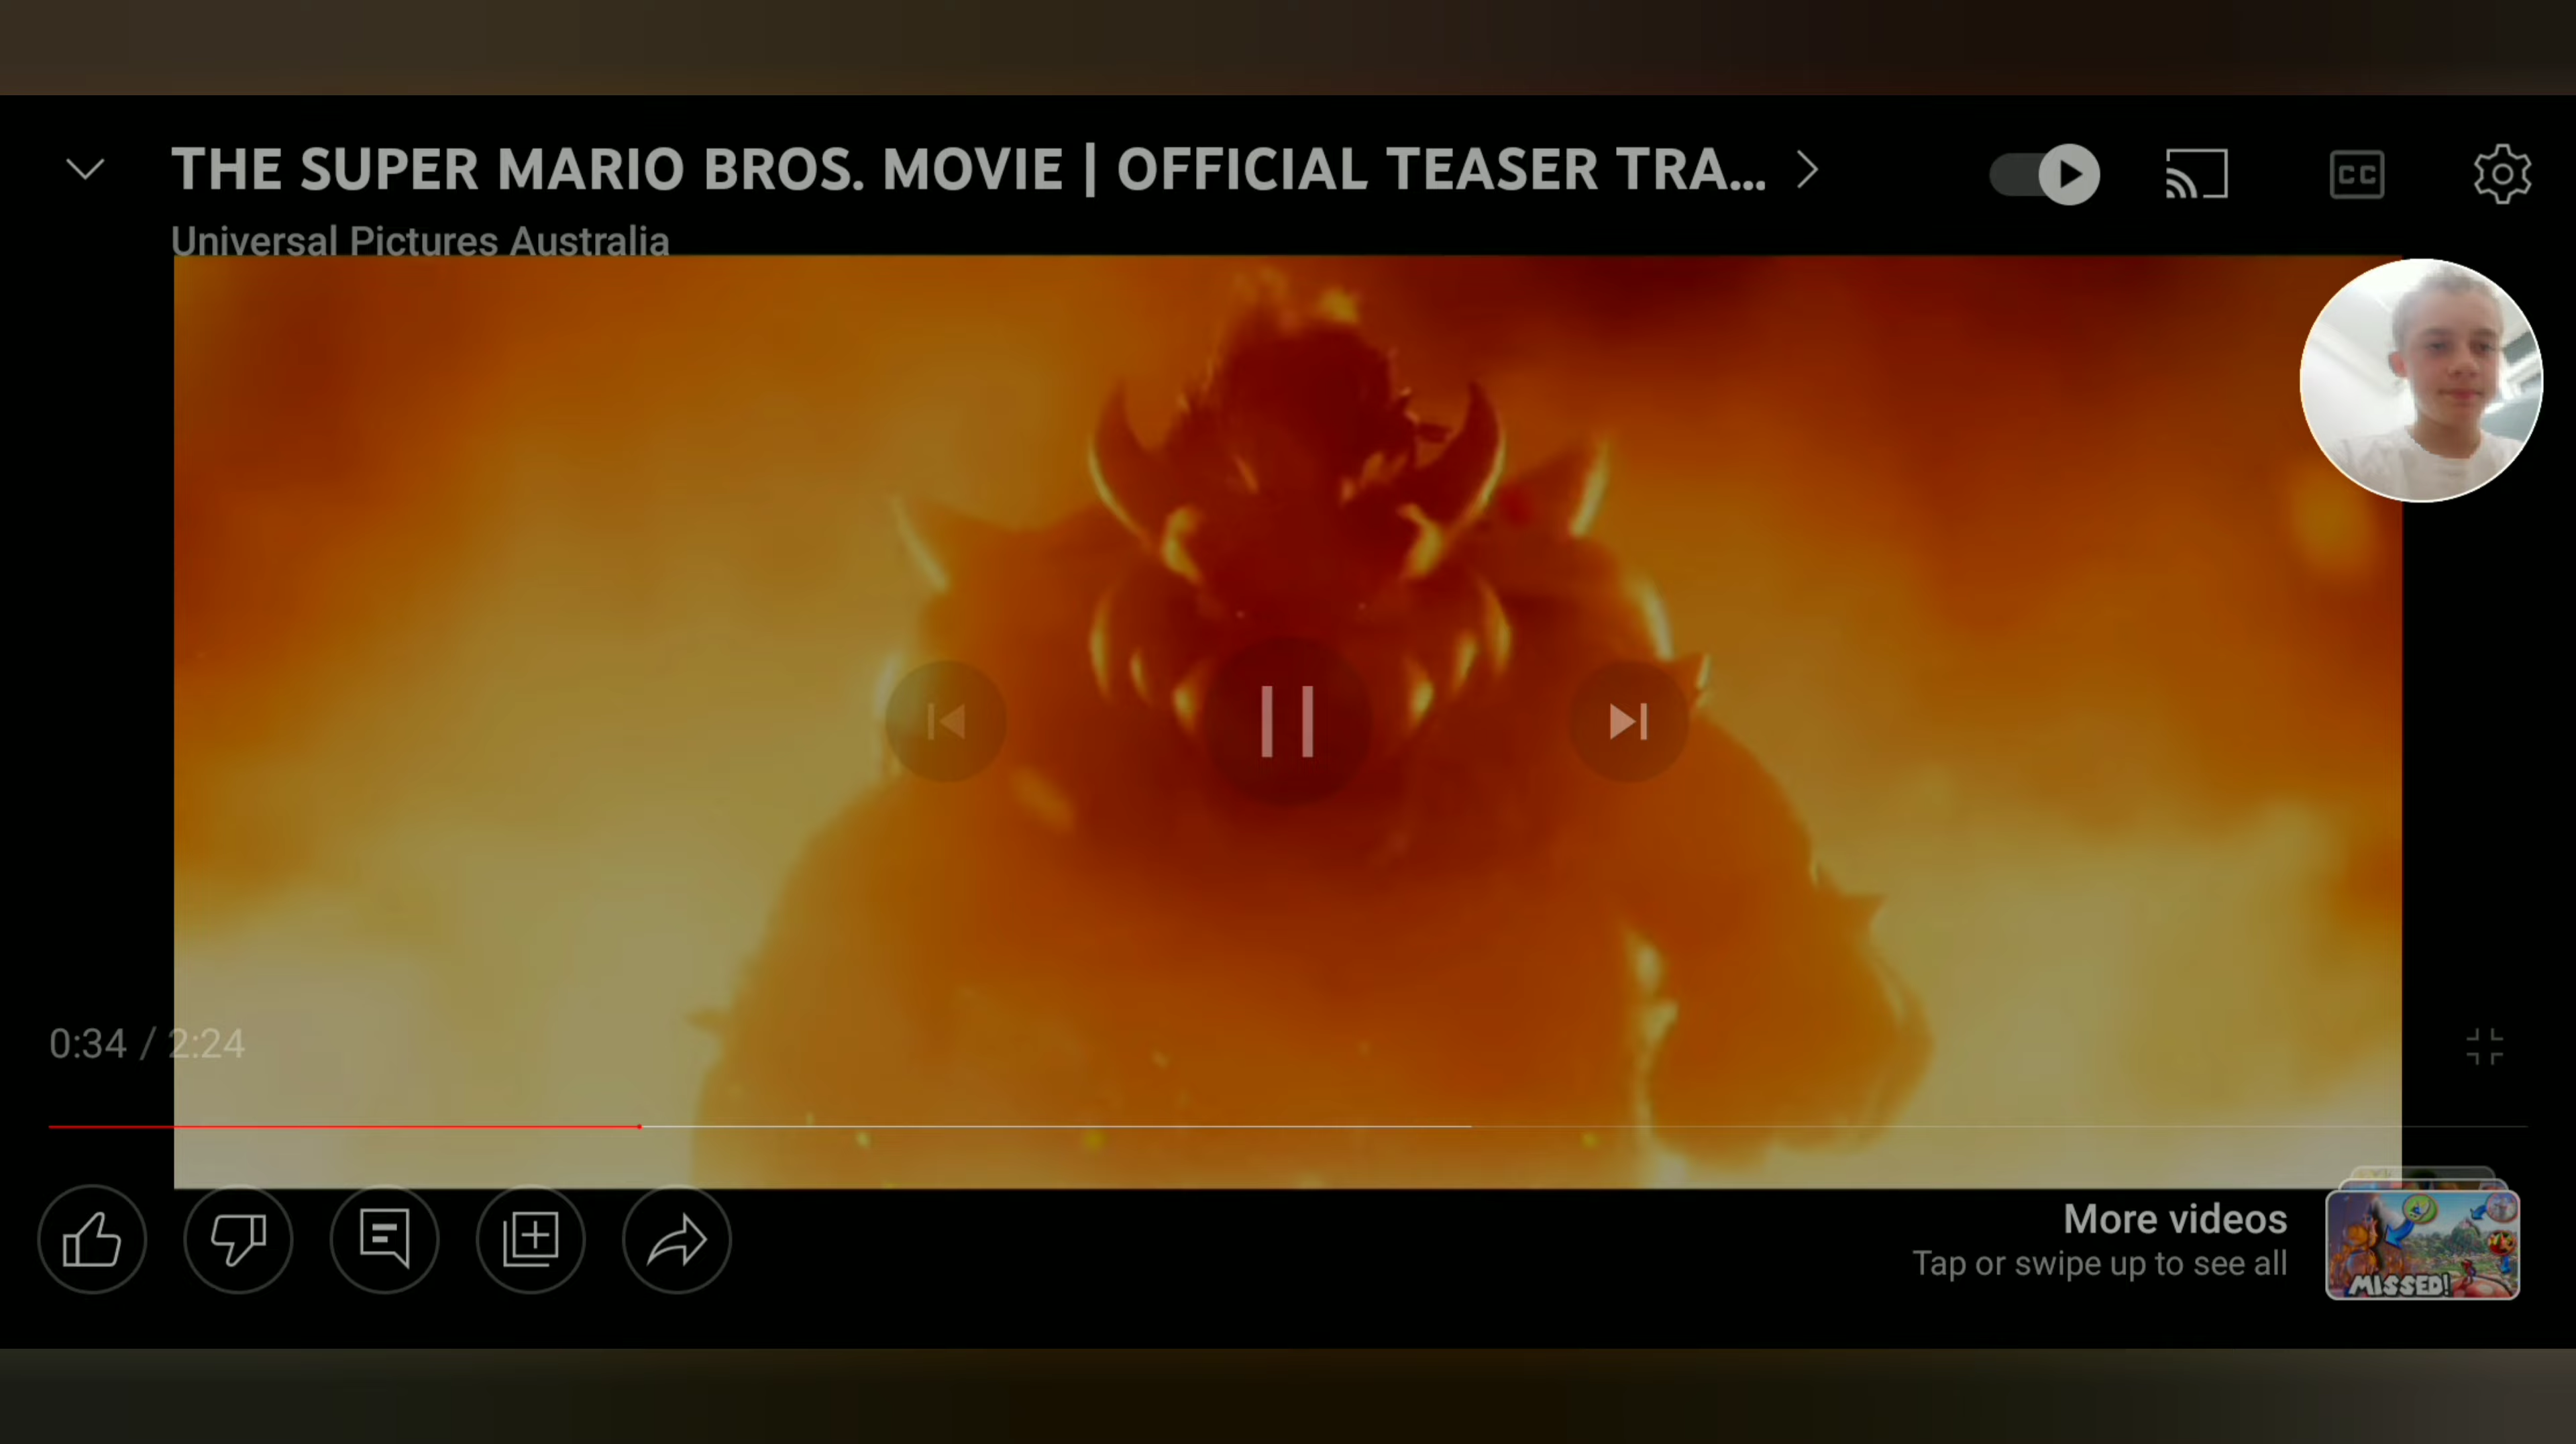 THE SUPER MARIO BROS. MOVIE | OFFICIAL TEASER TRA...
CC
Universal Pictures Australia
0:34 / 2:24
More videos
Tap or swipe up to see all
MISSED!